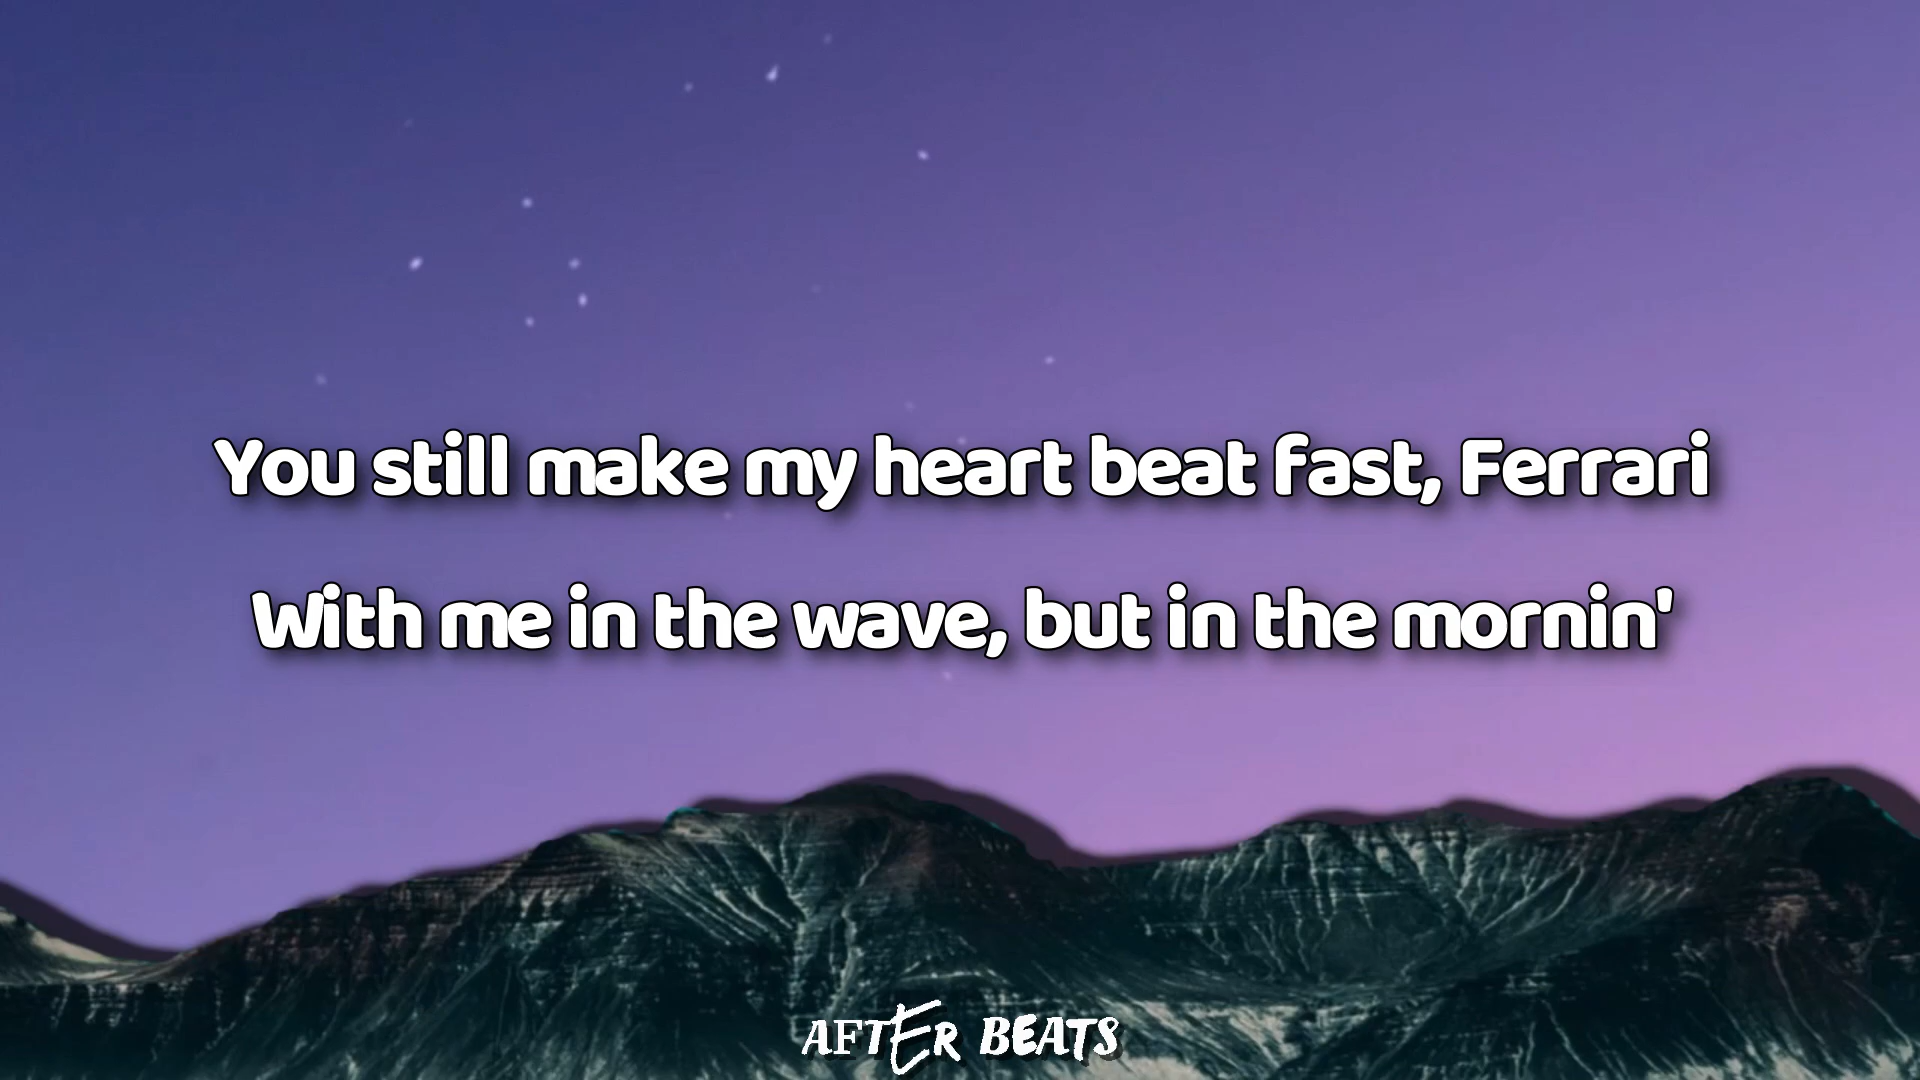 You still make my heart beat fast, Ferrari
With me in the wave, but in the mornin'
AFTER BEATS